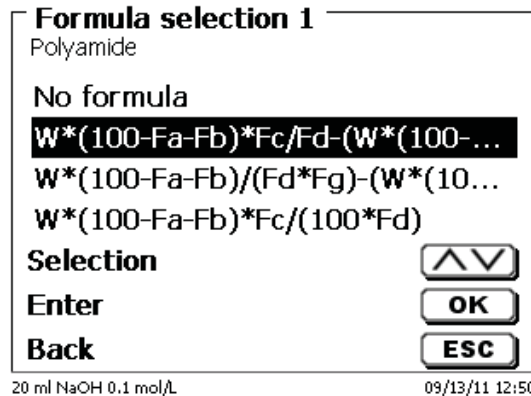 Formula selection 1
Polyamide
No formula
W*(100-Fa-Fb)*Fc/Fd-(W*(100-...
W*(100-Fa-Fb)/(Fd*Fg)-(W*(10...
W*(100-Fa-Fb)*Fc/(100*Fd)
Selection
Enter OK
Back ESC
20 ml NaOH 0.1 mol/L 09/13/11 12:50